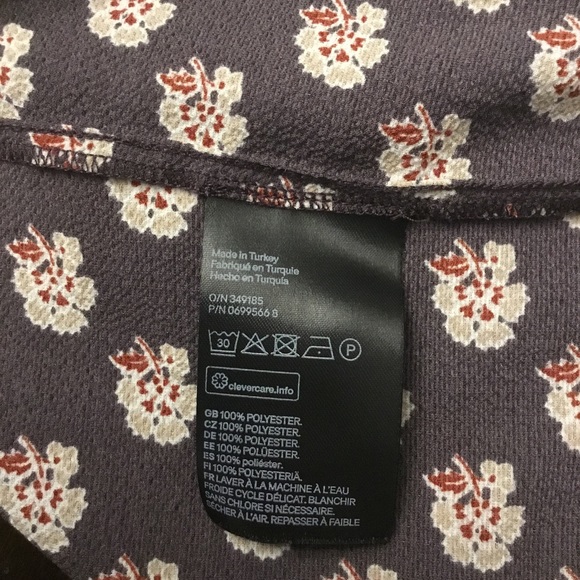 Made in Turkey
Fabriqué en Turquie
Hecho en Turquia
O/N 349185
P/N 0699566 8
30 P
clevercare.info
GB 100% POLYESTER.
CZ 100% POLYESTER.
DE 100% POLYESTER.
EE 100% POLÜESTER.
ES 100% poliéster.
FI 100% POLYESTERIÄ.
FR LAVER À LA MACHINE À L'EAU
FROIDE CYCLE DÉLICAT. BLANCHIR
SANS CHLORE SI NÉCESSAIRE.
SÉCHER À L'AIR. REPASSER À FAIBLE